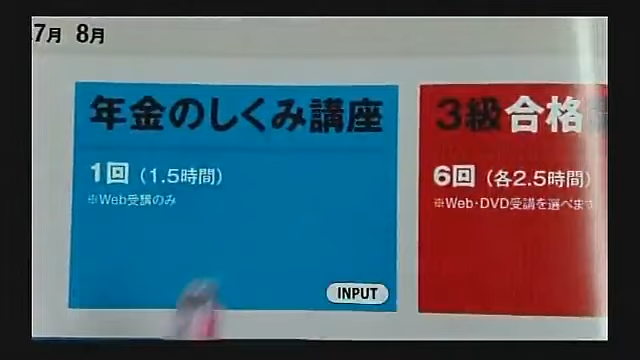 7月 8月
年金のしくみ講座
1回（1.5時間）
※Web受講のみ
INPUT
3級合格
6回（各2.5時間）
※Web・DVD受講を選べます